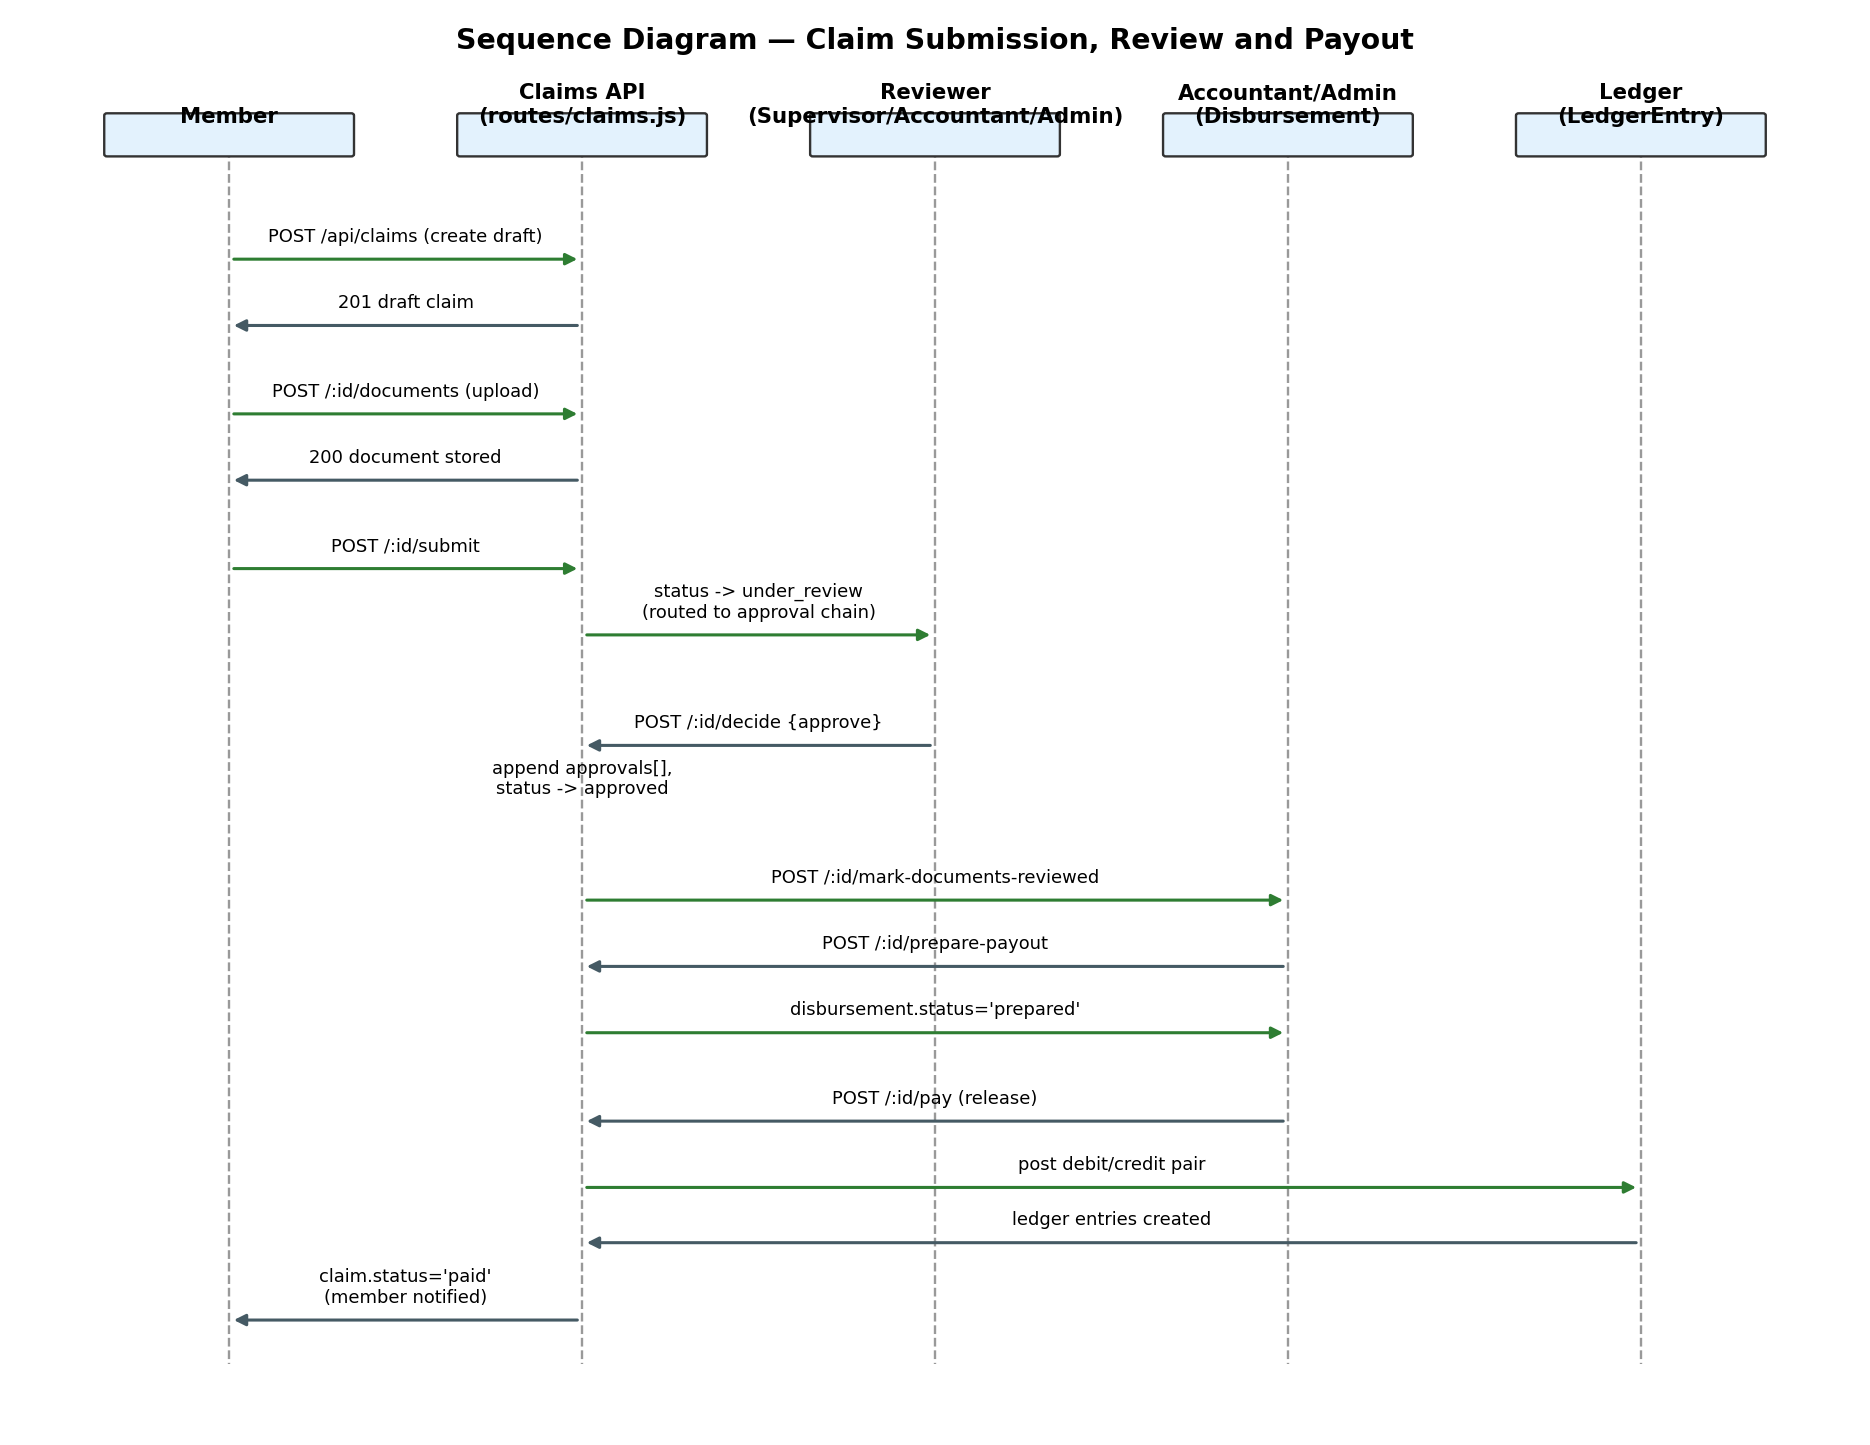 Sequence Diagram — Claim Submission, Review and Payout
Member
Claims API
(routes/claims.js)
Reviewer
(Supervisor/Accountant/Admin)
Accountant/Admin
(Disbursement)
Ledger
(LedgerEntry)
POST /api/claims (create draft)
201 draft claim
POST /:id/documents (upload)
200 document stored
POST /:id/submit
status -> under_review
(routed to approval chain)
POST /:id/decide {approve}
append approvals[],
status -> approved
POST /:id/mark-documents-reviewed
POST /:id/prepare-payout
disbursement.status='prepared'
POST /:id/pay (release)
post debit/credit pair
ledger entries created
claim.status='paid'
(member notified)